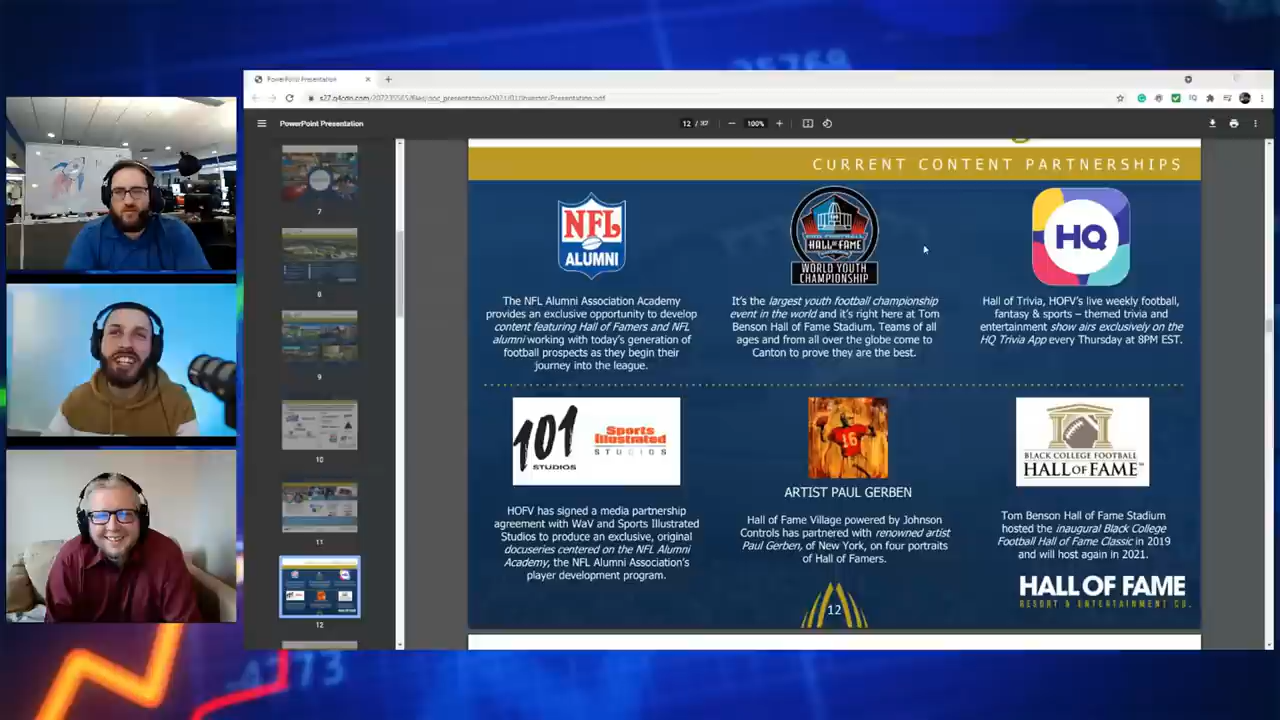 PowerPoint Presentation
PowerPoint Presentation
12 / 37
100%
CURRENT CONTENT PARTNERSHIPS
NFL
ALUMNI
The NFL Alumni Association Academy
provides an exclusive opportunity to develop
content featuring Hall of Famers and NFL
alumni working with today's generation of
football prospects as they begin their
journey into the league.
HALL OF FAME
WORLD YOUTH
CHAMPIONSHIP
It's the largest youth football championship
event in the world and it's right here at Tom
Benson Hall of Fame Stadium. Teams of all
ages and from all over the globe come to
Canton to prove they are the best.
HQ
Hall of Trivia, HOFV's live weekly football,
fantasy & sports – themed trivia and
entertainment show airs exclusively on the
HQ Trivia App every Thursday at 8PM EST.
101
STUDIOS
Sports
Illustrated
STUDIOS
HOFV has signed a media partnership
agreement with WaV and Sports Illustrated
Studios to produce an exclusive, original
docuseries centered on the NFL Alumni
Academy, the NFL Alumni Association's
player development program.
16
ARTIST PAUL GERBEN
Hall of Fame Village powered by Johnson
Controls has partnered with renowned artist
Paul Gerben, of New York, on four portraits
of Hall of Famers.
BLACK COLLEGE FOOTBALL
HALL OF FAME
Tom Benson Hall of Fame Stadium
hosted the inaugural Black College
Football Hall of Fame Classic in 2019
and will host again in 2021.
12
HALL OF FAME
RESORT & ENTERTAINMENT CO.
7
8
9
10
11
12
4773